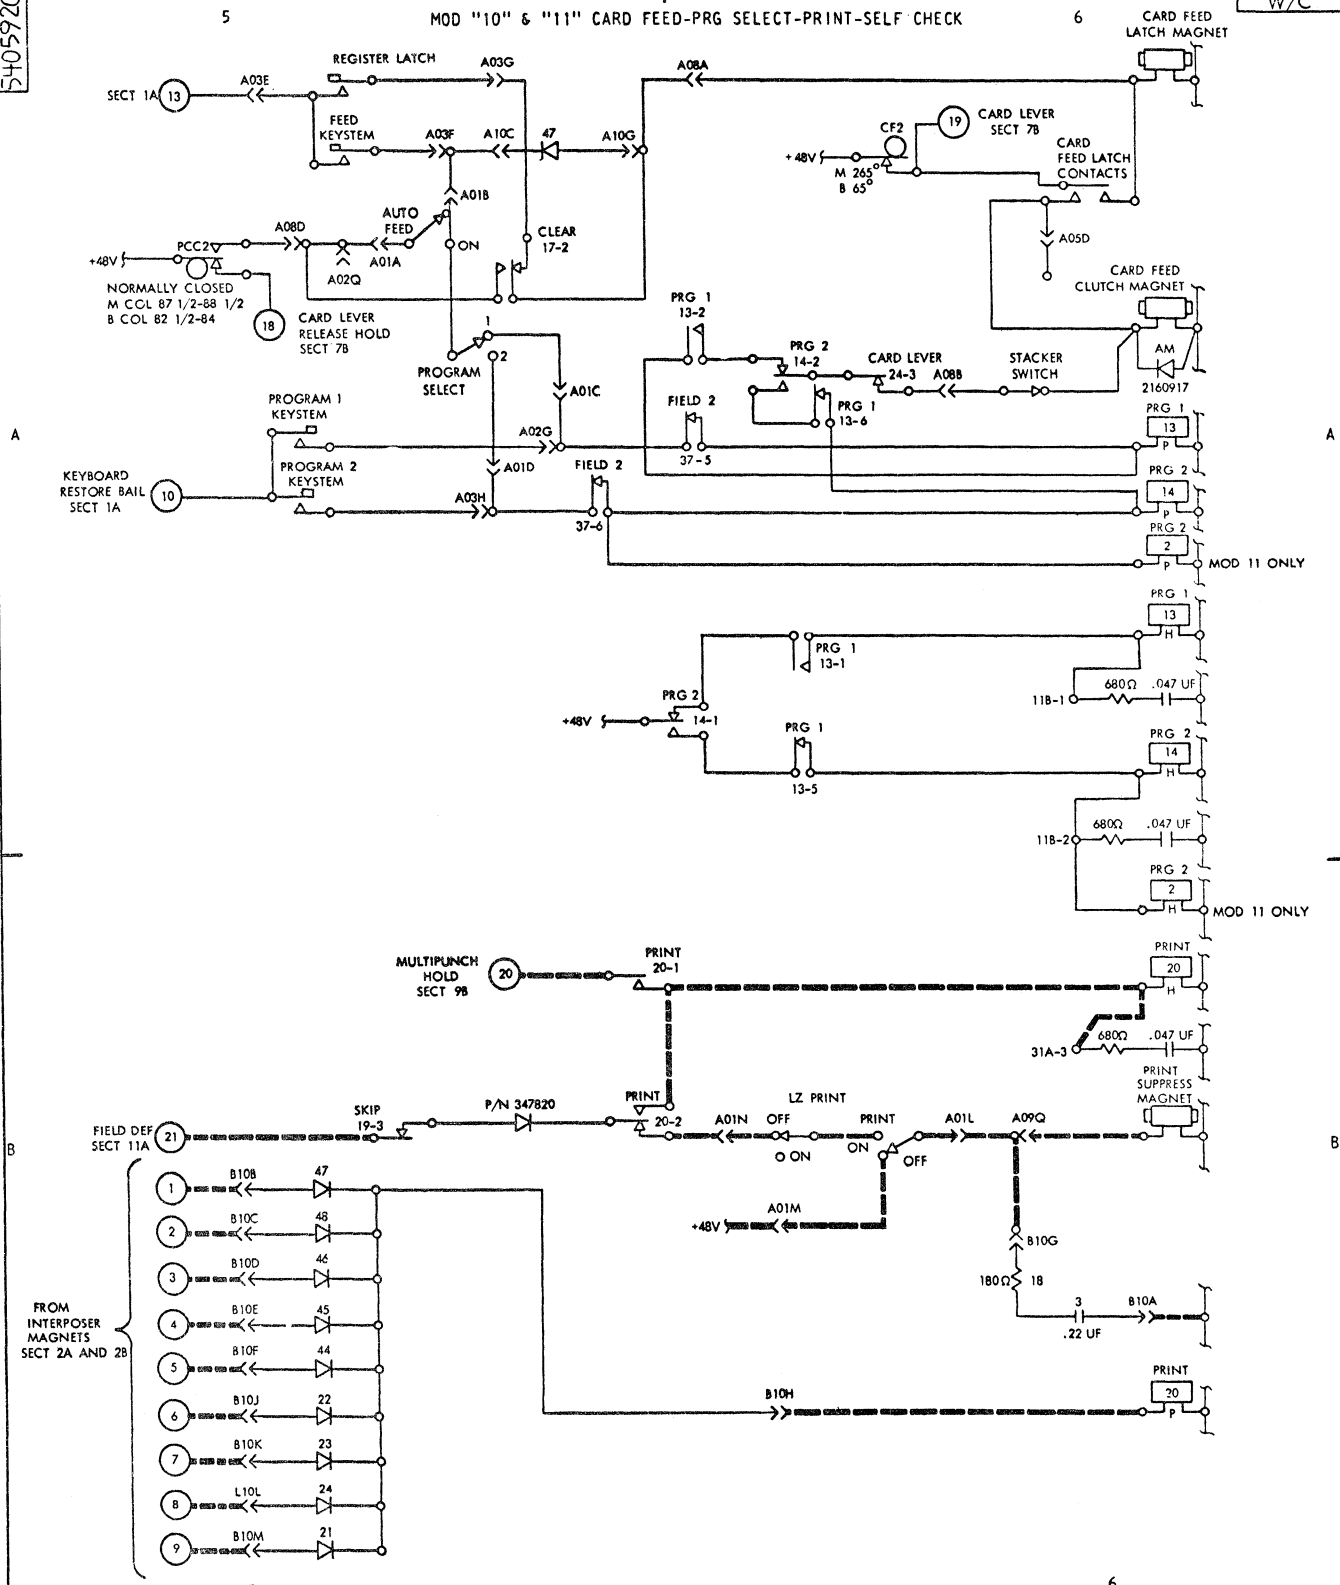 5405920
5
MOD "10" & "11" CARD FEED-PRG SELECT-PRINT-SELF CHECK
6
W/C
CARD FEED
LATCH MAGNET
REGISTER LATCH
A03G
A08A
SECT 1A
13
A03E
FEED
KEYSTEM
A03F
A10C
47
A10G
CF2
19
CARD LEVER
SECT 7B
+48V
M 265°
B 65°
CARD
FEED LATCH
CONTACTS
A01B
AUTO
FEED
A08D
PCC2
ON
CLEAR
17-2
A05D
+48V
A02Q
A01A
NORMALLY CLOSED
M COL 87 1/2-88 1/2
B COL 82 1/2-84
18
CARD LEVER
RELEASE HOLD
SECT 7B
CARD FEED
CLUTCH MAGNET
PRG 1
13-2
1
2
PROGRAM
SELECT
PRG 2
14-2
CARD LEVER
24-3
A08B
STACKER
SWITCH
AM
2160917
A01C
PROGRAM 1
KEYSTEM
FIELD 2
PRG 1
13-6
PRG 1
13
P
A
A
A02G
37-5
KEYBOARD
RESTORE BAIL
SECT 1A
10
PROGRAM 2
KEYSTEM
A01D
FIELD 2
PRG 2
14
P
A03H
37-6
PRG 2
2
P
MOD 11 ONLY
PRG 1
13
H
PRG 1
13-1
PRG 2
14-1
+48V
11B-1
680Ω
.047 UF
PRG 1
13-5
PRG 2
14
H
11B-2
680Ω
.047 UF
PRG 2
2
H
MOD 11 ONLY
MULTIPUNCH
HOLD
SECT 9B
20
PRINT
20-1
PRINT
20
H
31A-3
680Ω
.047 UF
PRINT
SUPPRESS
MAGNET
FIELD DEF
SECT 11A
21
SKIP
19-3
P/N 347820
PRINT
20-2
A01N
LZ PRINT
OFF
ON
PRINT
ON
OFF
A01L
A09Q
B
B
+48V
A01M
B10G
180Ω
18
3
.22 UF
B10A
FROM
INTERPOSER
MAGNETS
SECT 2A AND 2B
1
B10B
47
2
B10C
48
3
B10D
46
4
B10E
45
5
B10F
44
6
B10J
22
7
B10K
23
8
L10L
24
9
B10M
21
B10H
PRINT
20
P
6